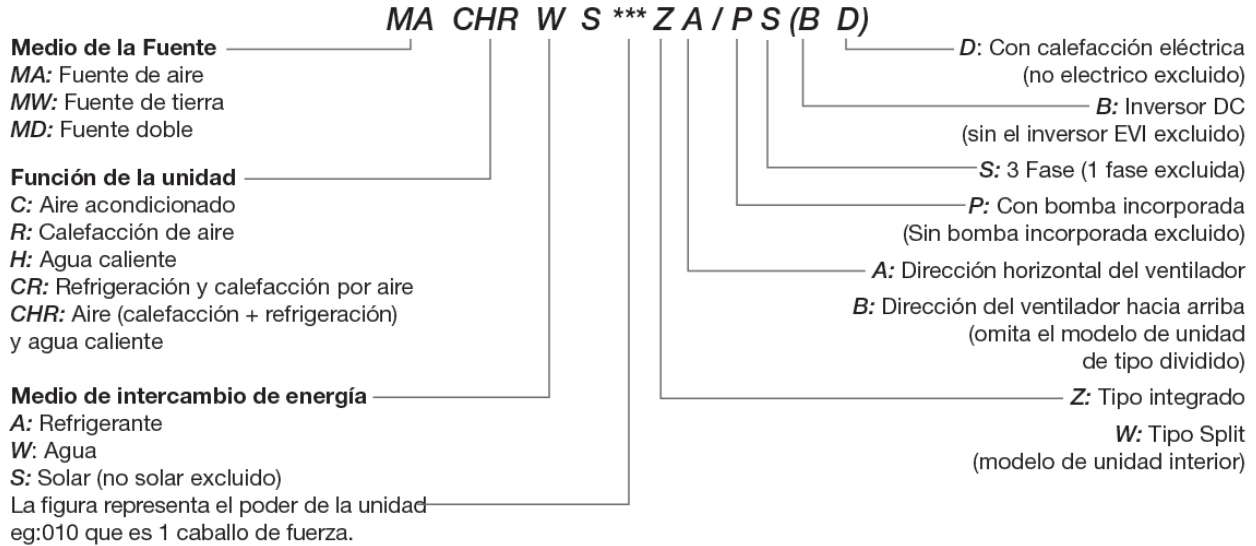 MA CHR W S *** Z A / P S (B D)
Medio de la Fuente
MA: Fuente de aire
MW: Fuente de tierra
MD: Fuente doble
Función de la unidad
C: Aire acondicionado
R: Calefacción de aire
H: Agua caliente
CR: Refrigeración y calefacción por aire
CHR: Aire (calefacción + refrigeración)
y agua caliente
Medio de intercambio de energía
A: Refrigerante
W: Agua
S: Solar (no solar excluido)
La figura representa el poder de la unidad
eg:010 que es 1 caballo de fuerza.
D: Con calefacción eléctrica
(no electrico excluido)
B: Inversor DC
(sin el inversor EVI excluido)
S: 3 Fase (1 fase excluida)
P: Con bomba incorporada
(Sin bomba incorporada excluido)
A: Dirección horizontal del ventilador
B: Dirección del ventilador hacia arriba
(omita el modelo de unidad
de tipo dividido)
Z: Tipo integrado
W: Tipo Split
(modelo de unidad interior)